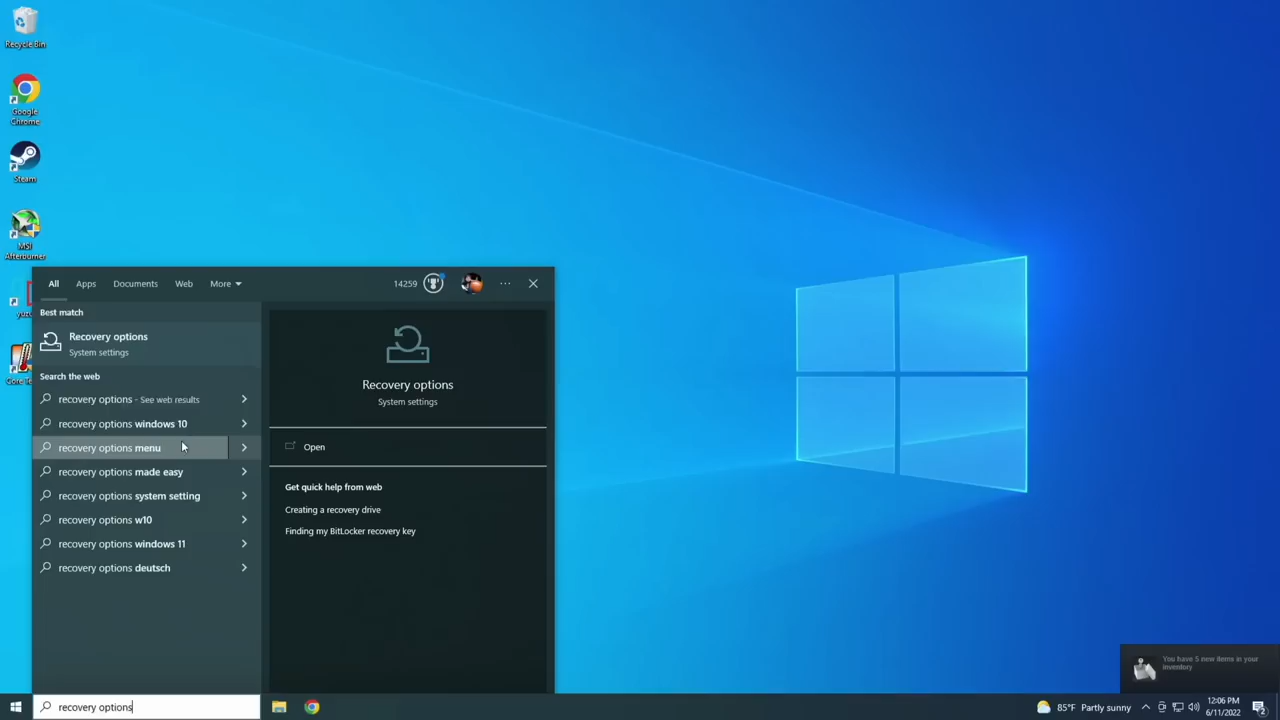 Recycle Bin
Google
Chrome
Steam
MSI
Afterburner
All
Apps
Documents
Web
More
14259
Best match
Recovery options
System settings
Search the web
recovery options - See web results
recovery options windows 10
recovery options menu
recovery options made easy
recovery options system setting
recovery options w10
recovery options windows 11
recovery options deutsch
Recovery options
System settings
Open
Get quick help from web
Creating a recovery drive
Finding my BitLocker recovery key
You have 5 new items in your
inventory
recovery options
85°F Partly sunny
12:06 PM
6/11/2022
2